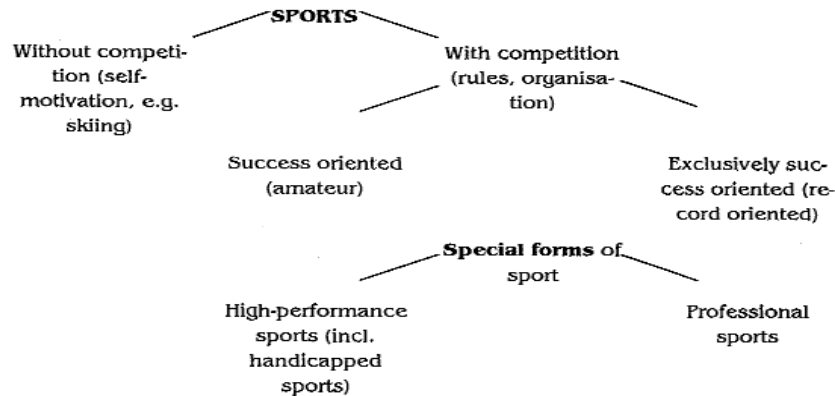 SPORTS
Without competi-
tion (self-
motivation, e.g.
skiing)
With competition
(rules, organisa-
tion)
Success oriented
(amateur)
Exclusively suc-
cess oriented (re-
cord oriented)
Special forms of
sport
High-performance
sports (incl.
handicapped
sports)
Professional
sports